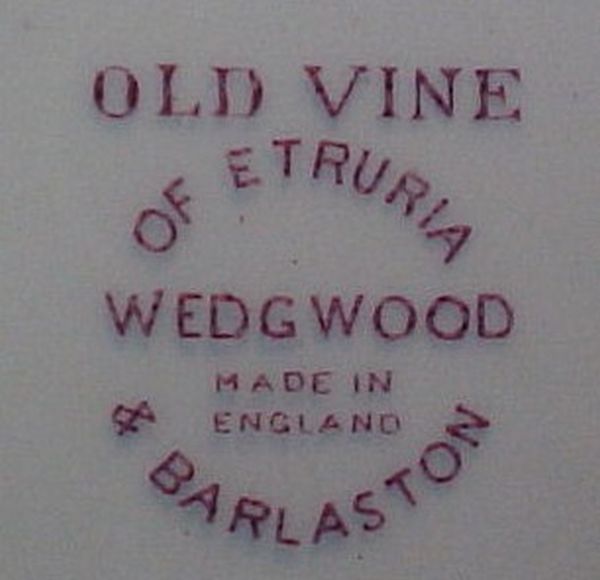 OLD VINE
OF ETRURIA
WEDGWOOD
MADE IN
ENGLAND
& BARLASTON